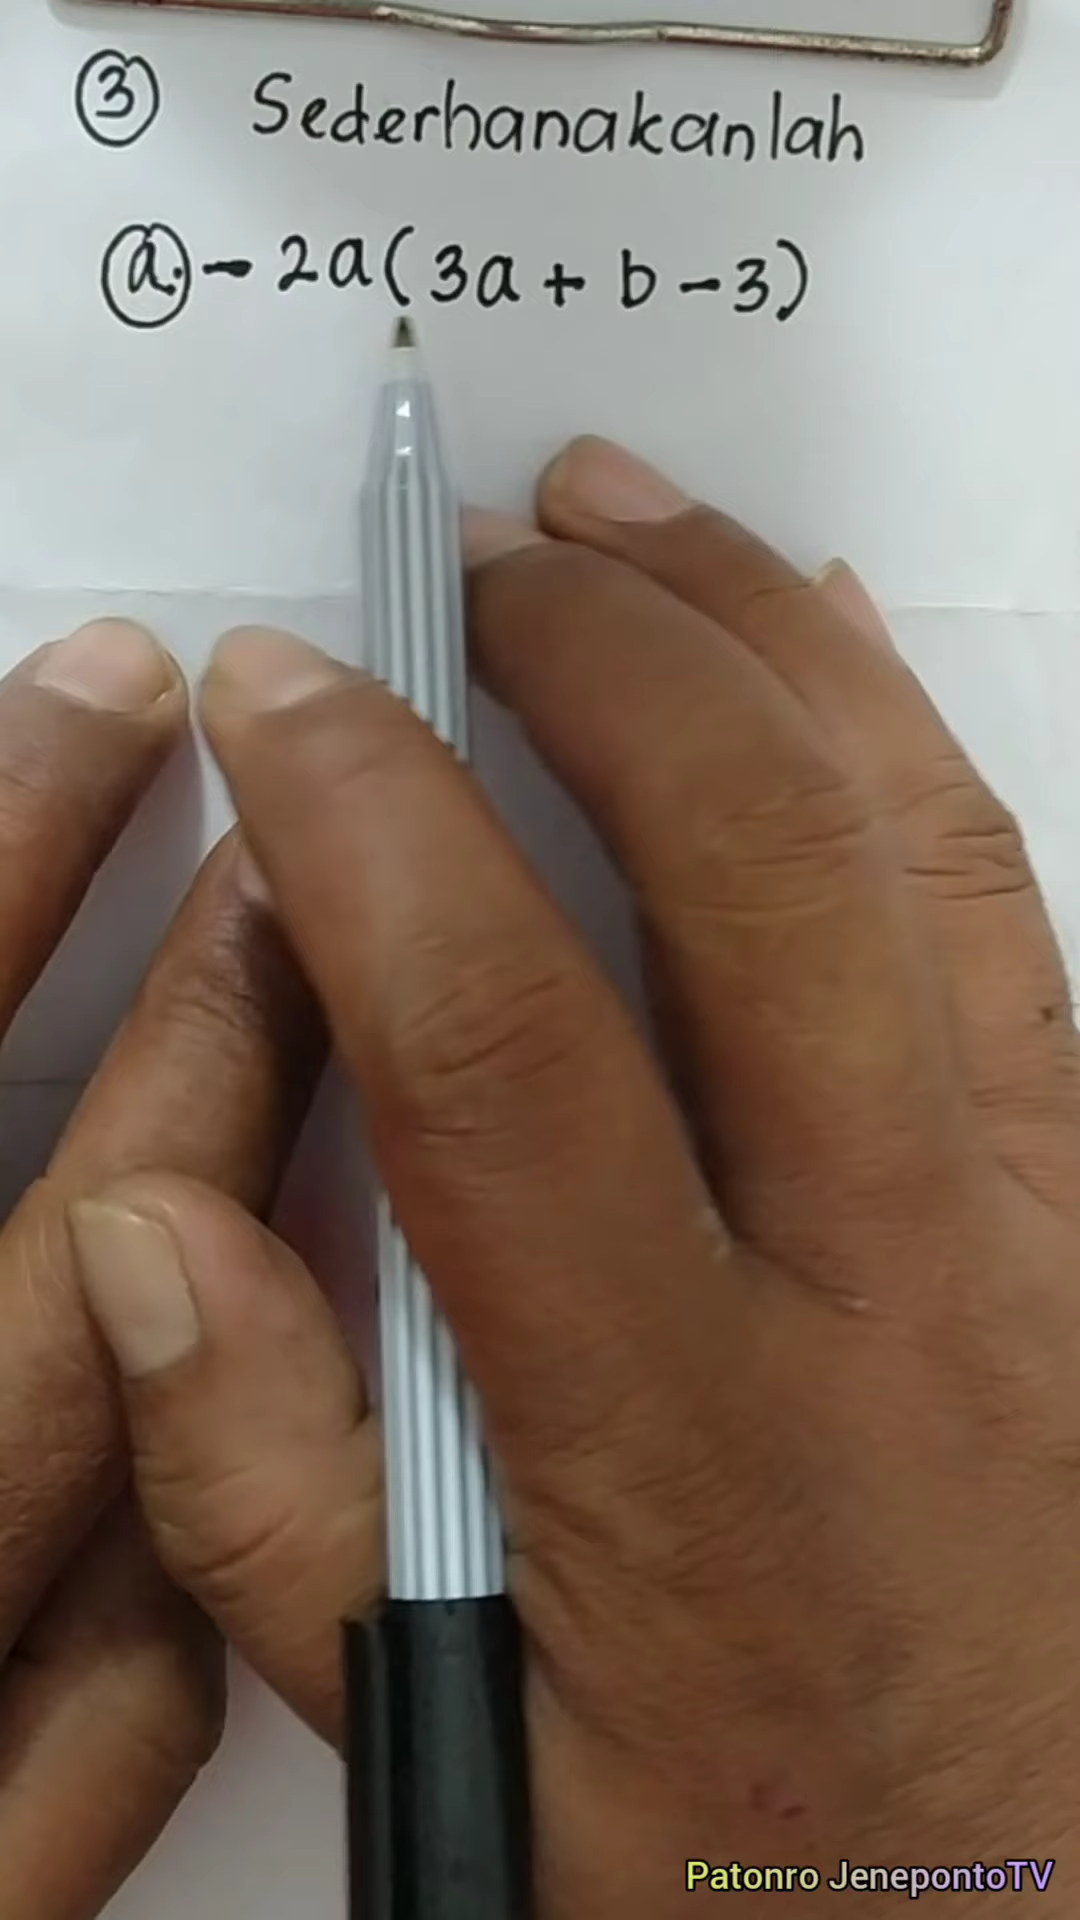 ③ Sederhanakanlah
ⓐ. - 2a(3a + b - 3)
Patonro JenepontoTV